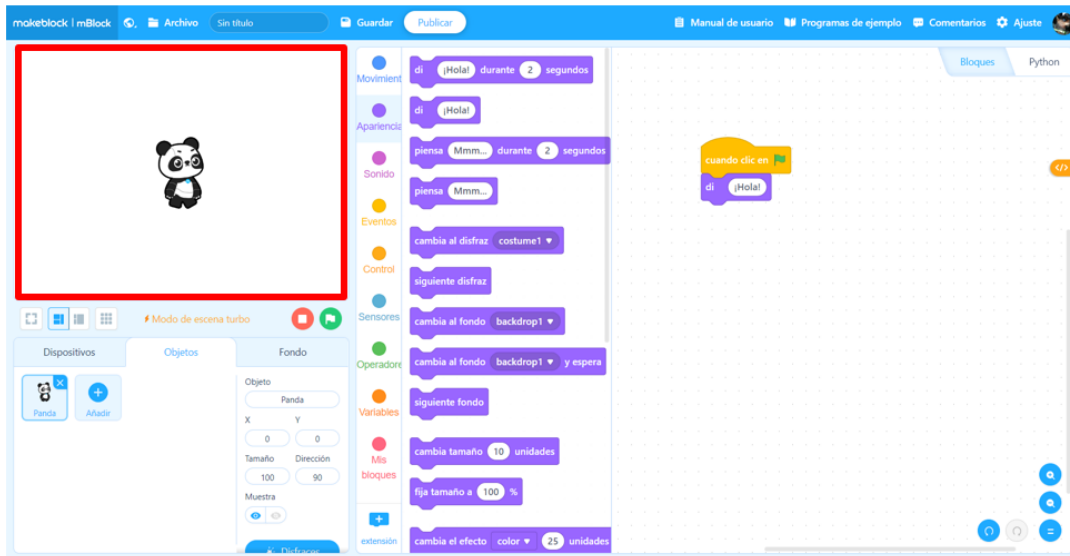 makeblock | mBlock Archivo Sin título Guardar Publicar Manual de usuario Programas de ejemplo Comentarios Ajuste
Modo de escena turbo
Dispositivos Objetos Fondo
Panda
Añadir
Objeto
Panda
X Y
0 0
Tamaño Dirección
100 90
Muestra
Disfraces
Movimient
Apariencia
Sonido
Eventos
Control
Sensores
Operadore
Variables
Mis
bloques
extensión
di ¡Hola! durante 2 segundos
di ¡Hola!
piensa Mmm... durante 2 segundos
piensa Mmm...
cambia al disfraz costume1
siguiente disfraz
cambia al fondo backdrop1
cambia al fondo backdrop1 y espera
siguiente fondo
cambia tamaño 10 unidades
fija tamaño a 100 %
cambia el efecto color 25 unidades
Bloques Python
cuando clic en
di ¡Hola!